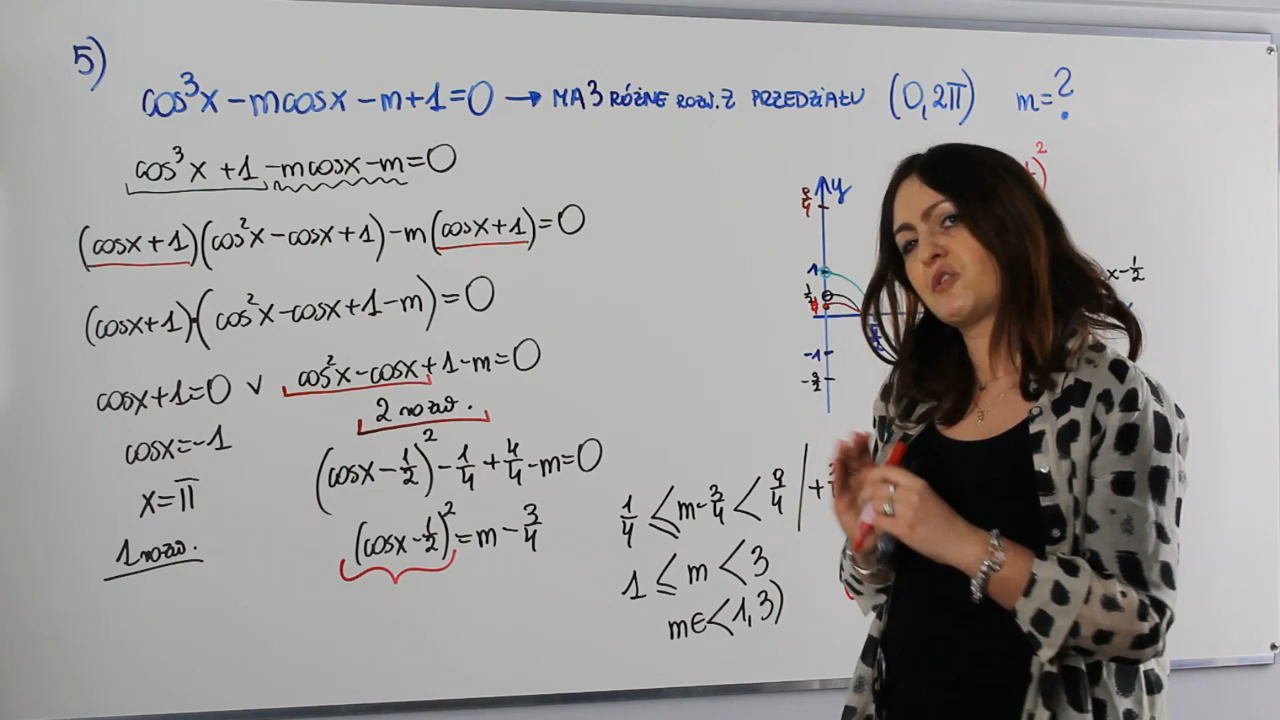 5)
cos³x - mcosx - m + 1 = 0 → MA 3 RÓŻNE ROZW. Z PRZEDZIAŁU (0, 2π) m = ?
cos³x + 1 - mcosx - m = 0
(cosx + 1)(cos²x - cosx + 1) - m(cosx + 1) = 0
(cosx + 1)·(cos²x - cosx + 1 - m) = 0
cosx + 1 = 0 ∨ cos²x - cosx + 1 - m = 0
cosx = -1
2 rozw.
x = π
(cosx - 1/2)² - 1/4 + 4/4 - m = 0
1 rozw.
(cosx - 1/2)² = m - 3/4
)²
y
9/4
1
1/2
-1
x - 1/2
1/4 ≤ m - 3/4 < 9/4 | +
1 ≤ m < 3
m ∈ <1, 3)